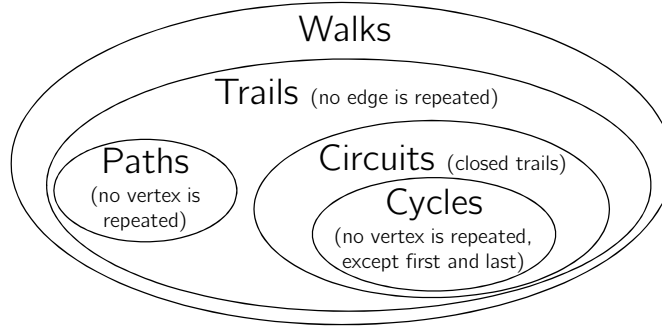 Walks
Trails (no edge is repeated)
Paths
(no vertex is
repeated)
Circuits (closed trails)
Cycles
(no vertex is repeated,
except first and last)